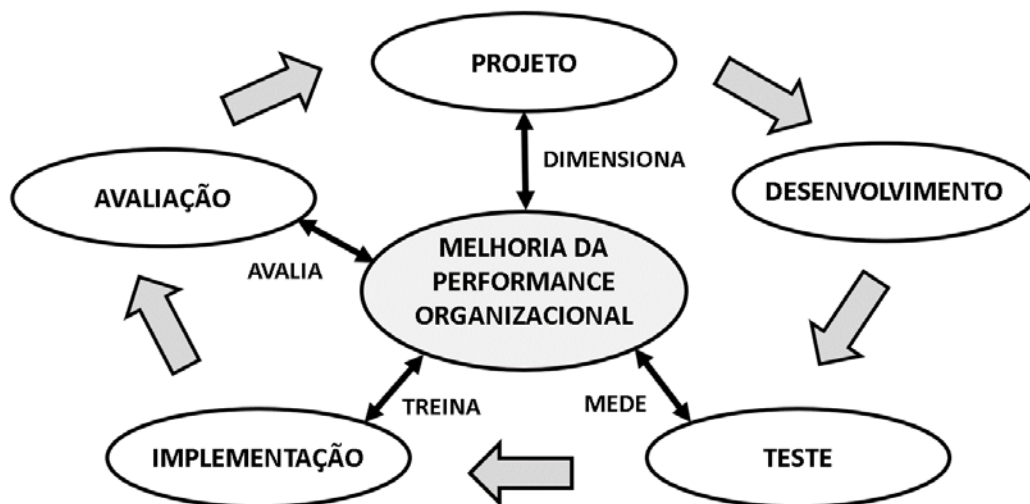 PROJETO
DIMENSIONA
DESENVOLVIMENTO
AVALIAÇÃO
AVALIA
MELHORIA DA
PERFORMANCE
ORGANIZACIONAL
TREINA
MEDE
IMPLEMENTAÇÃO
TESTE